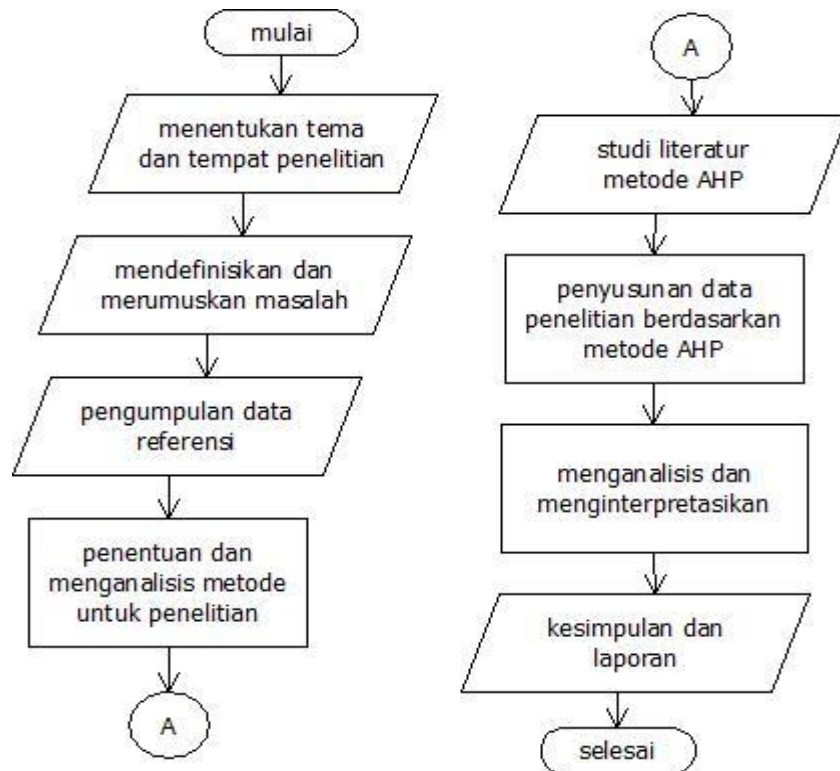 mulai
menentukan tema
dan tempat penelitian
mendefinisikan dan
merumuskan masalah
pengumpulan data
referensi
penentuan dan
menganalisis metode
untuk penelitian
A
A
studi literatur
metode AHP
penyusunan data
penelitian berdasarkan
metode AHP
menganalisis dan
menginterpretasikan
kesimpulan dan
laporan
selesai